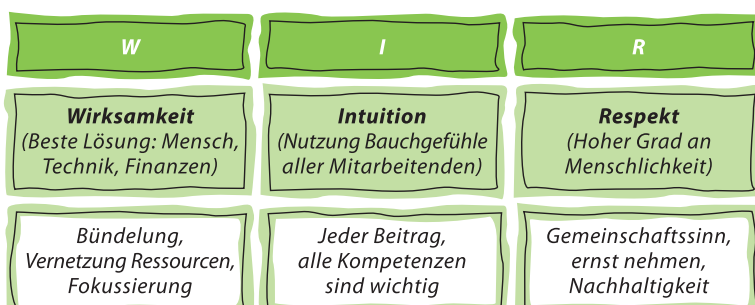 W
I
R
Wirksamkeit
(Beste Lösung: Mensch,
Technik, Finanzen)
Intuition
(Nutzung Bauchgefühle
aller Mitarbeitenden)
Respekt
(Hoher Grad an
Menschlichkeit)
Bündelung,
Vernetzung Ressourcen,
Fokussierung
Jeder Beitrag,
alle Kompetenzen
sind wichtig
Gemeinschaftssinn,
ernst nehmen,
Nachhaltigkeit